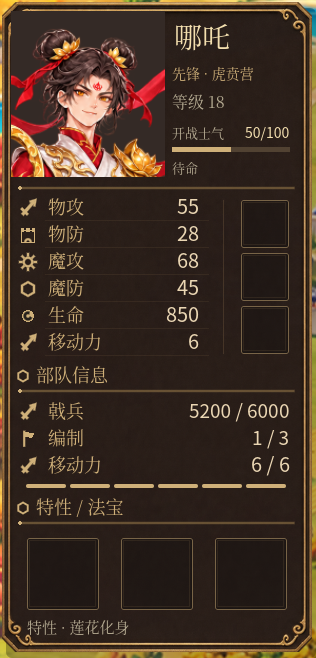 哪吒
先锋 · 虎贲营
等级 18
开战士气 50/100
待命
物攻 55
物防 28
魔攻 68
魔防 45
生命 850
移动力 6
部队信息
戟兵 5200 / 6000
编制 1 / 3
移动力 6 / 6
特性 / 法宝
特性 · 莲花化身